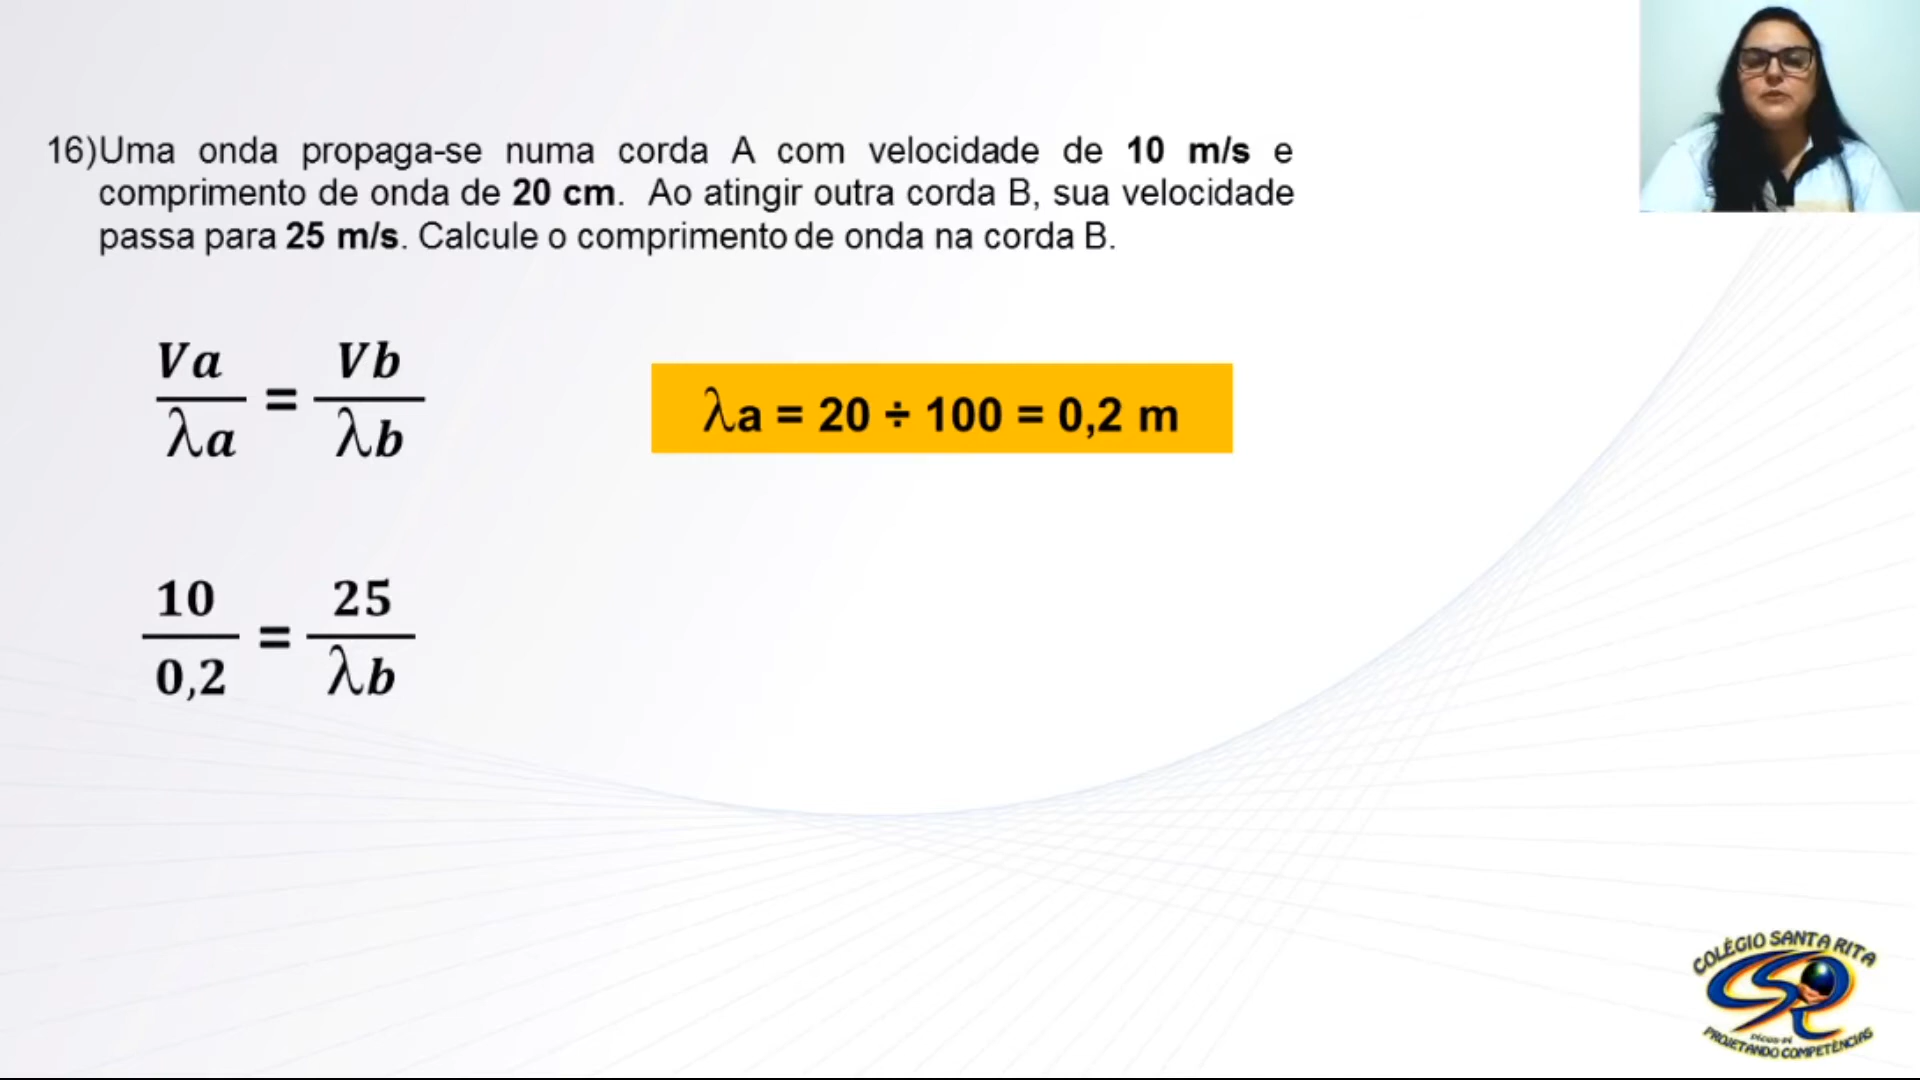 16)Uma onda propaga-se numa corda A com velocidade de 10 m/s e
comprimento de onda de 20 cm. Ao atingir outra corda B, sua velocidade
passa para 25 m/s. Calcule o comprimento de onda na corda B.
Va/λa = Vb/λb
λa = 20 ÷ 100 = 0,2 m
10/0,2 = 25/λb
COLÉGIO SANTA RITA
PROJETANDO COMPETÊNCIAS